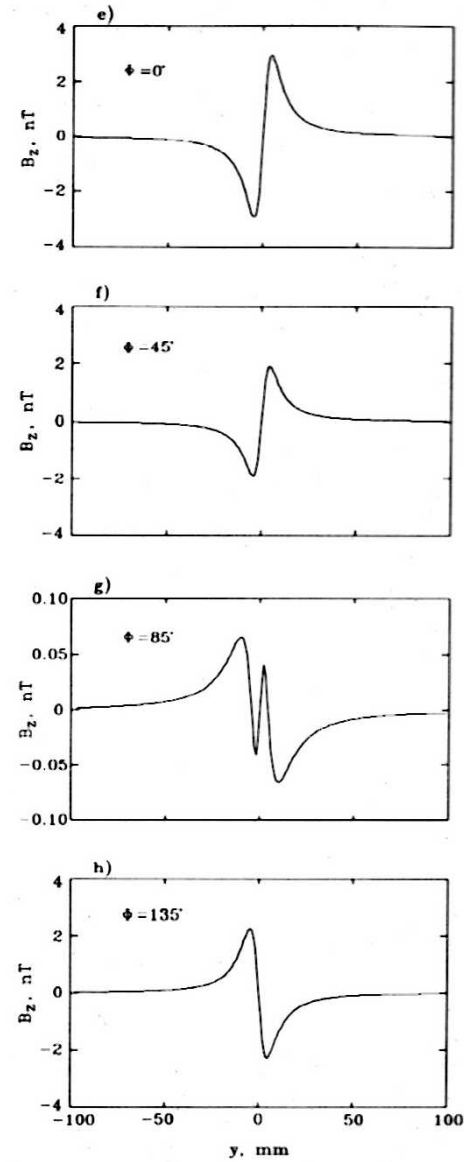 e)
4
2
0
−2
−4
B_z, nT
Φ=0°
f)
4
2
0
−2
−4
B_z, nT
Φ=45°
g)
0.10
0.05
0
−0.05
−0.10
B_z, nT
Φ=85°
h)
4
2
0
−2
−4
B_z, nT
Φ=135°
−100 −50 0 50 100
y, mm